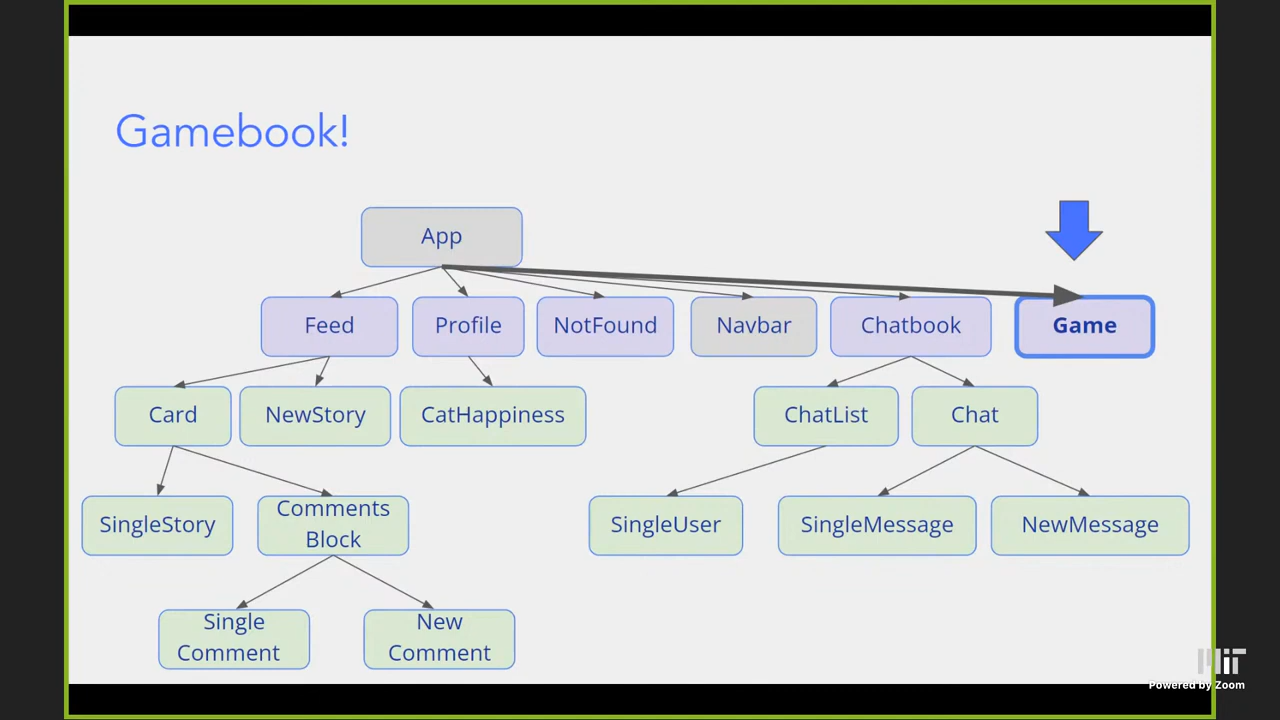 Gamebook!
App
Feed
Profile
NotFound
Navbar
Chatbook
Game
Card
NewStory
CatHappiness
ChatList
Chat
SingleStory
Comments
Block
SingleUser
SingleMessage
NewMessage
Single
Comment
New
Comment
MIT
Powered by Zoom